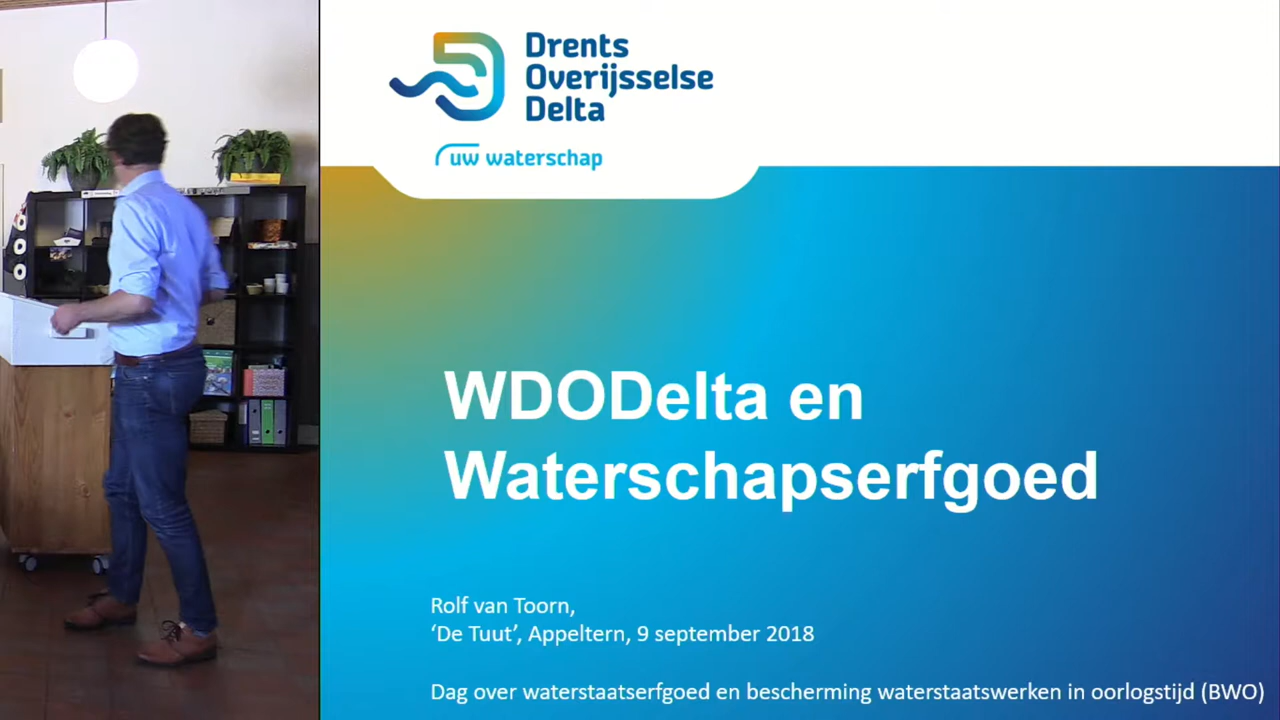 Drents
Overijsselse
Delta
uw waterschap
WDODelta en
Waterschapserfgoed
Rolf van Toorn,
‘De Tuut’, Appeltern, 9 september 2018
Dag over waterstaatserfgoed en bescherming waterstaatswerken in oorlogstijd (BWO)